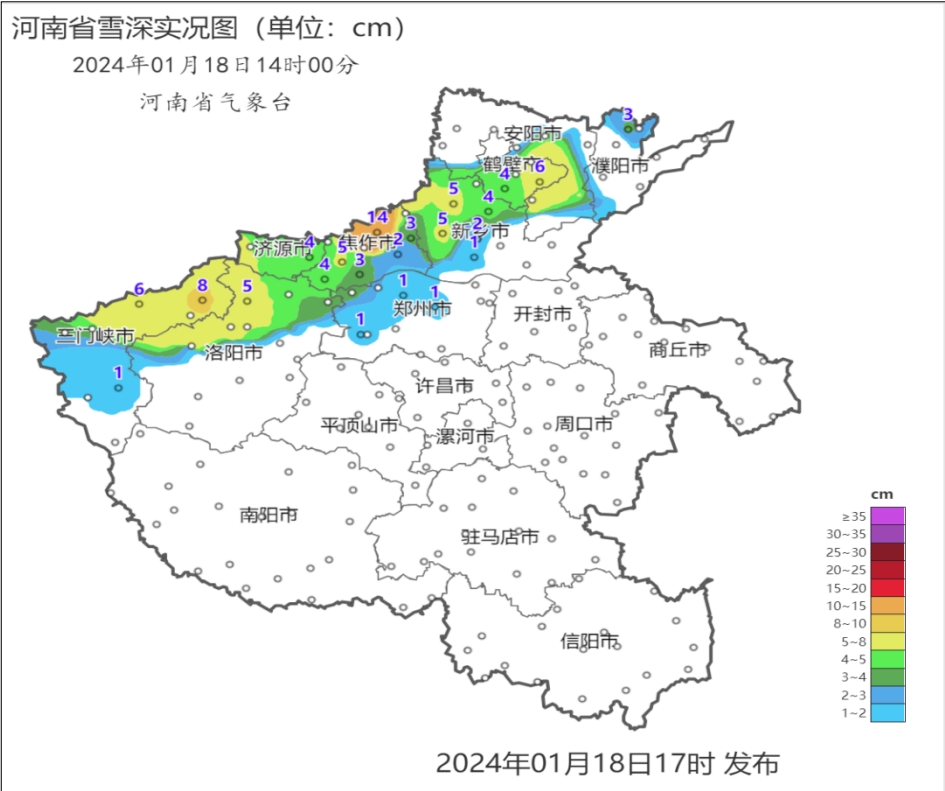 河南省雪深实况图（单位：cm）
2024年01月18日14时00分
河南省气象台
3
安阳市
鹤壁市
6
濮阳市
4
5
4
14
3
5
2
新乡市
济源市
4
焦作市
2
1
5
4
3
6
8
5
1
1
郑州市
开封市
1
三门峡市
洛阳市
商丘市
1
许昌市
平顶山市
漯河市
周口市
南阳市
驻马店市
信阳市
cm
≥35
30~35
25~30
20~25
15~20
10~15
8~10
5~8
4~5
3~4
2~3
1~2
2024年01月18日17时 发布